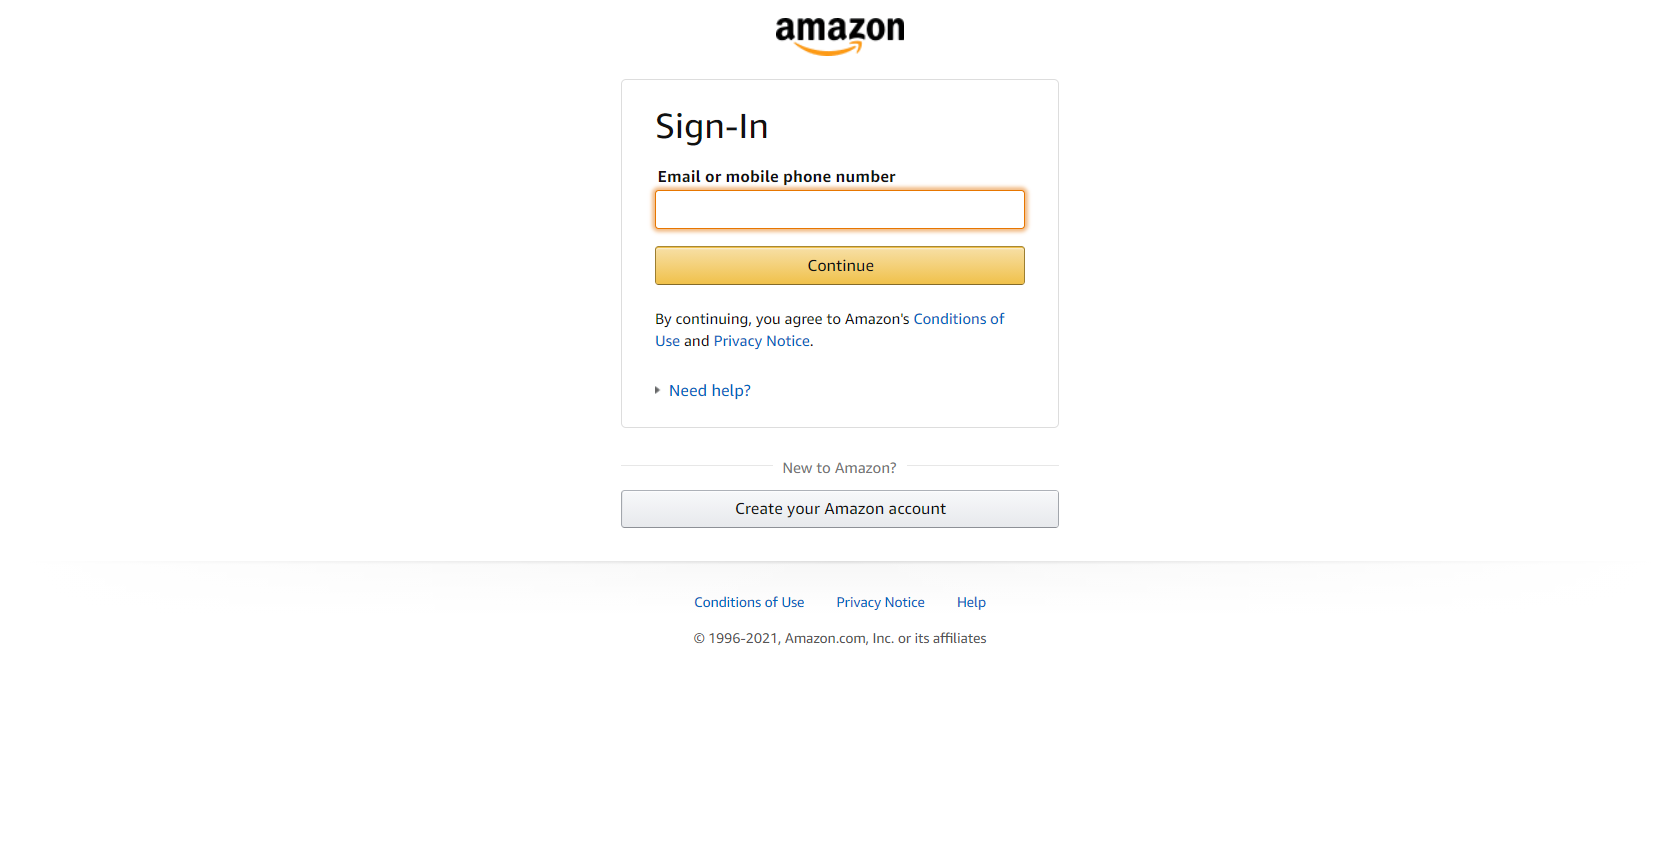 amazon
Sign-In
Email or mobile phone number
Continue
By continuing, you agree to Amazon's Conditions of
Use and Privacy Notice.
Need help?
New to Amazon?
Create your Amazon account
Conditions of Use Privacy Notice Help
© 1996-2021, Amazon.com, Inc. or its affiliates